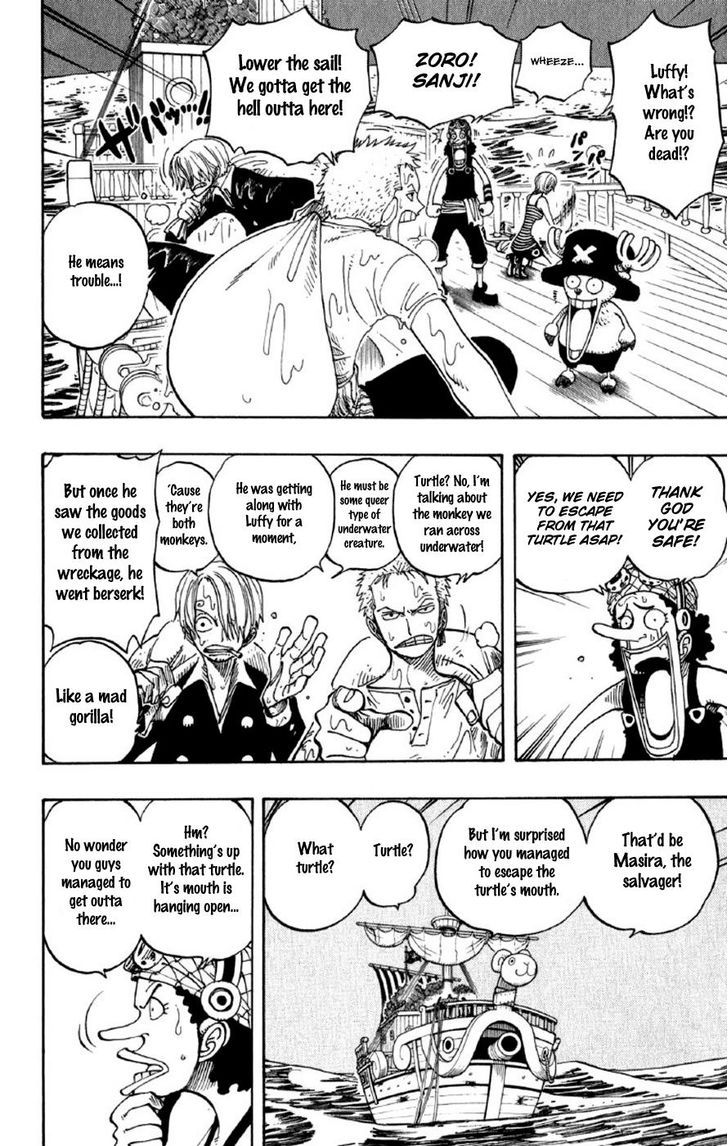 Luffy!
What's
wrong!?
Are you
dead!?
WHEEZE...
ZORO!
SANJI!
Lower the sail!
We gotta get the
hell outta here!
パパ
ザバッ…!!
He means
trouble...!
THANK
GOD
YOU'RE
SAFE!
YES, WE NEED
TO ESCAPE
FROM THAT
TURTLE ASAP!
Turtle? No, I'm
talking about
the monkey we
ran across
underwater!
He must be
some queer
type of
underwater
creature.
He was getting
along with
Luffy for a
moment,
'Cause
they're
both
monkeys.
But once he
saw the goods
we collected
from the
wreckage, he
went berserk!
Like a mad
gorilla!
That'd be
Masira, the
salvager!
But I'm surprised
how you managed
to escape the
turtle's mouth.
Turtle?
What
turtle?
Hm?
Something's up
with that turtle.
It's mouth is
hanging open...
No wonder
you guys
managed to
get outta
there...